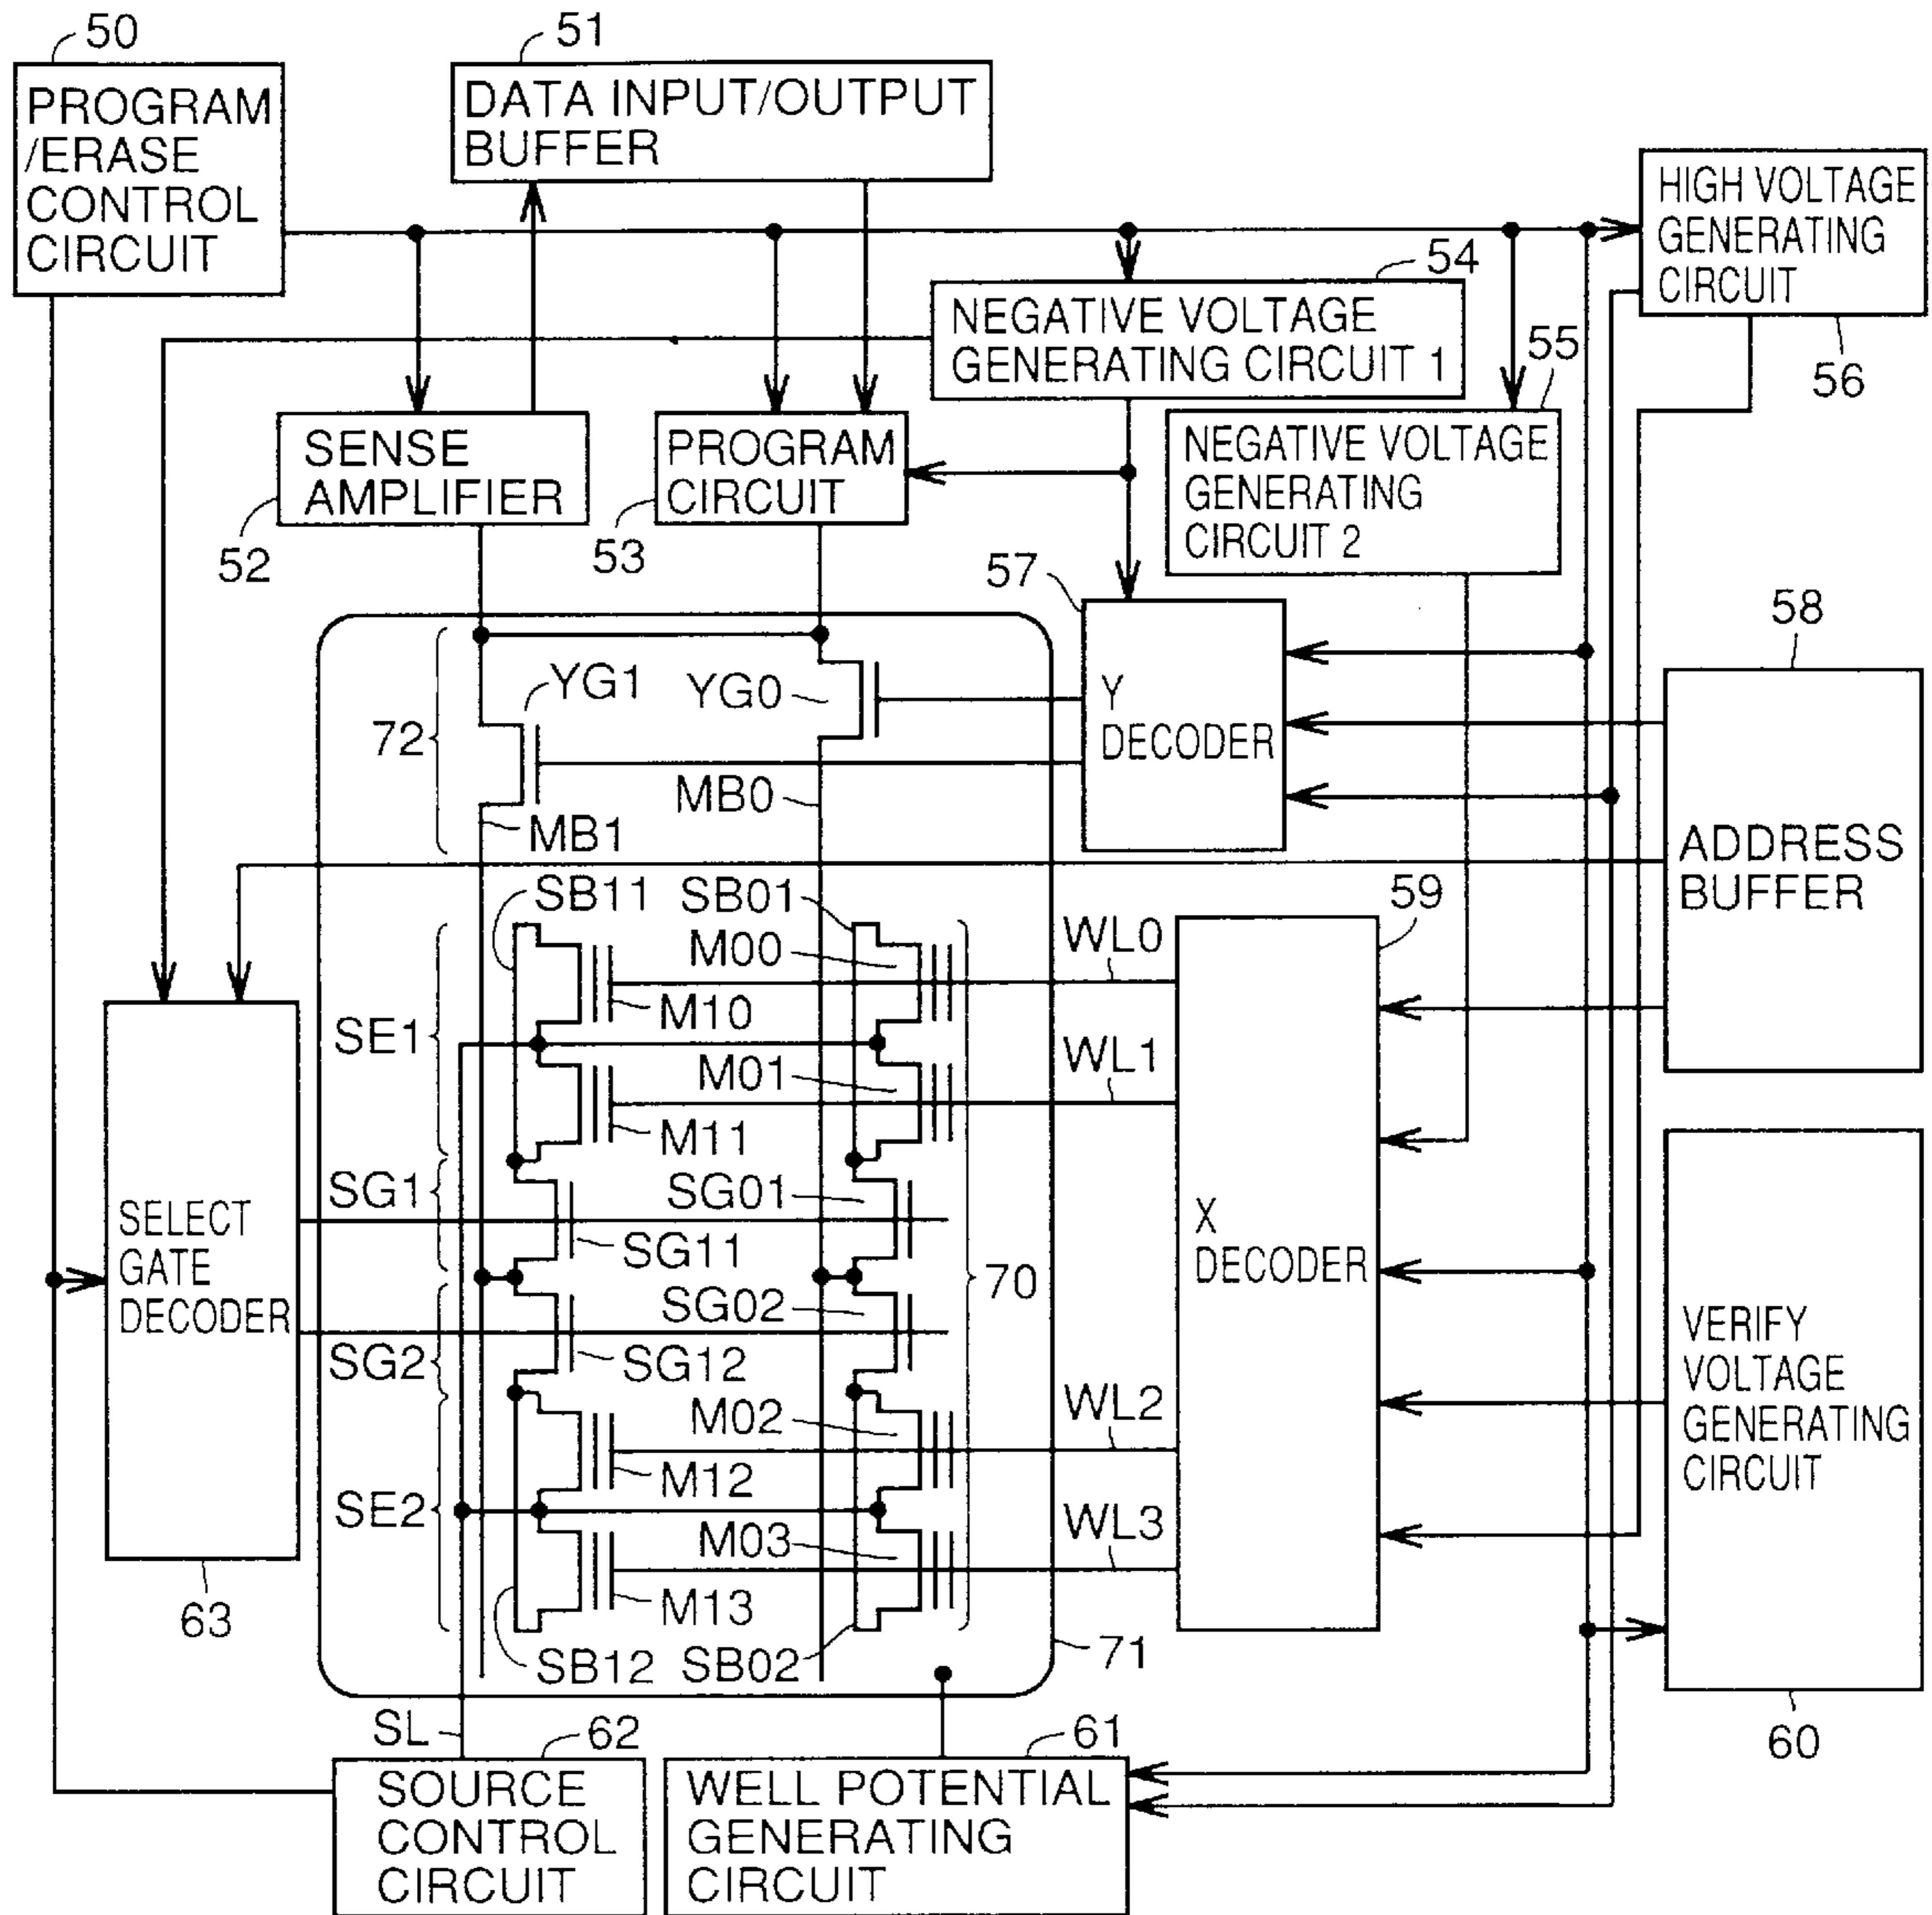 50
PROGRAM
/ERASE
CONTROL
CIRCUIT
51
DATA INPUT/OUTPUT
BUFFER
HIGH VOLTAGE
GENERATING
CIRCUIT
56
54
NEGATIVE VOLTAGE
GENERATING CIRCUIT 1
55
NEGATIVE VOLTAGE
GENERATING
CIRCUIT 2
SENSE
AMPLIFIER
52
PROGRAM
CIRCUIT
53
57
Y
DECODER
58
ADDRESS
BUFFER
72
YG1
YG0
MB1
MB0
SB11
SB01
M00
WL0
59
SE1
M10
M01
WL1
M11
SG1
SG01
SG11
SELECT
GATE
DECODER
63
X
DECODER
70
SG02
SG2
SG12
M02
WL2
M12
SE2
M03
WL3
M13
SB12
SB02
71
VERIFY
VOLTAGE
GENERATING
CIRCUIT
60
SL
62
SOURCE
CONTROL
CIRCUIT
61
WELL POTENTIAL
GENERATING
CIRCUIT